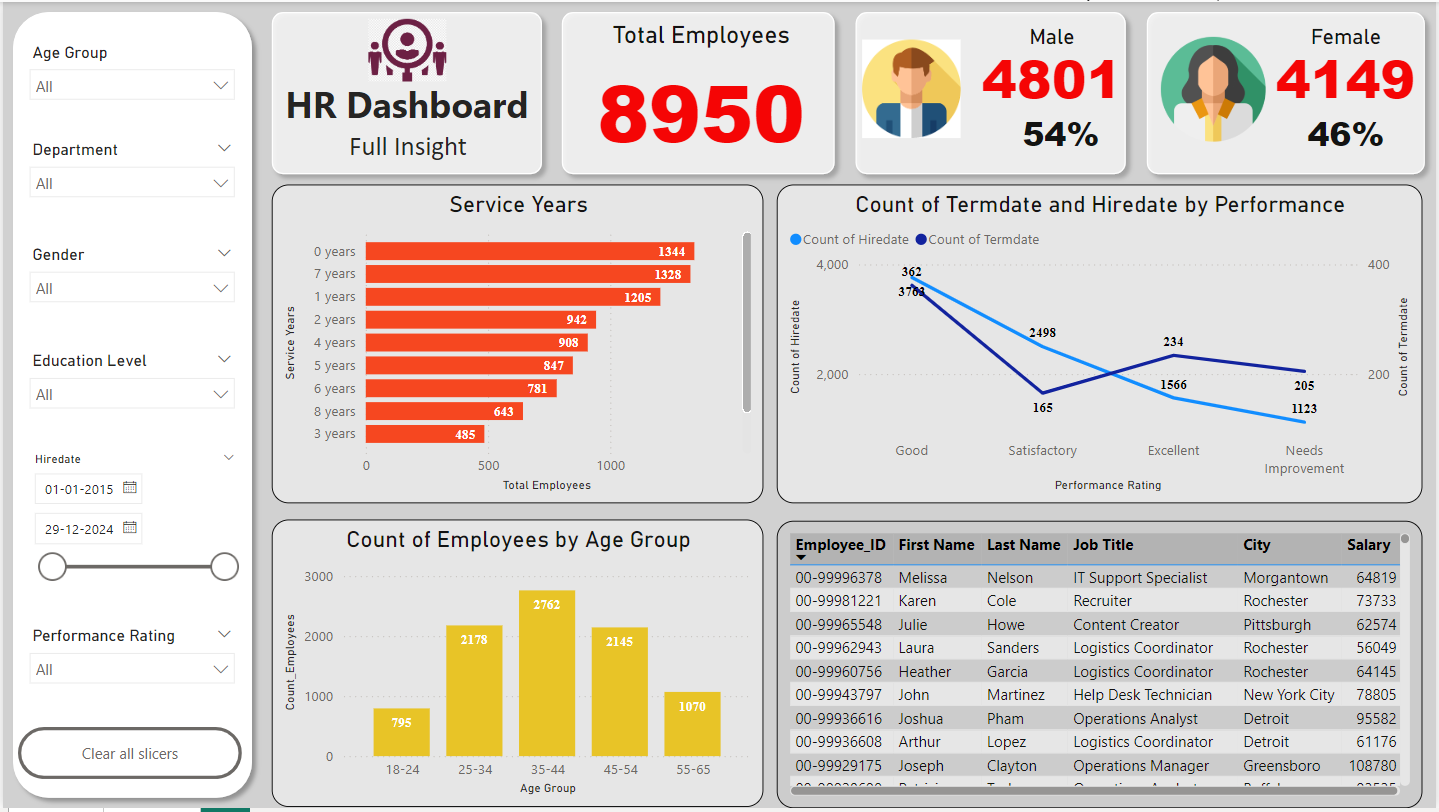 Age Group
All
Department
All
Gender
All
Education Level
All
Hiredate
01-01-2015
29-12-2024
Performance Rating
All
Clear all slicers
HR Dashboard
Full Insight
Total Employees
8950
Male
4801
54%
Female
4149
46%
Service Years
Service Years
0 years 1344
7 years 1328
1 years 1205
2 years 942
4 years 908
5 years 847
6 years 781
8 years 643
3 years 485
0 500 1000
Total Employees
Count of Termdate and Hiredate by Performance
Count of Hiredate Count of Termdate
Count of Hiredate
4,000
2,000
400
200
Count of Termdate
362
3763
2498
165
234
1566
205
1123
Good Satisfactory Excellent Needs
Improvement
Performance Rating
Count of Employees by Age Group
Count_Employees
3000
2000
1000
0
795 2178 2762 2145 1070
18-24 25-34 35-44 45-54 55-65
Age Group
Employee_ID First Name Last Name Job Title City Salary
00-99996378 Melissa Nelson IT Support Specialist Morgantown 64819
00-99981221 Karen Cole Recruiter Rochester 73733
00-99965548 Julie Howe Content Creator Pittsburgh 62574
00-99962943 Laura Sanders Logistics Coordinator Rochester 56049
00-99960756 Heather Garcia Logistics Coordinator Rochester 64145
00-99943797 John Martinez Help Desk Technician New York City 78805
00-99936616 Joshua Pham Operations Analyst Detroit 95582
00-99936608 Arthur Lopez Logistics Coordinator Detroit 61176
00-99929175 Joseph Clayton Operations Manager Greensboro 108780